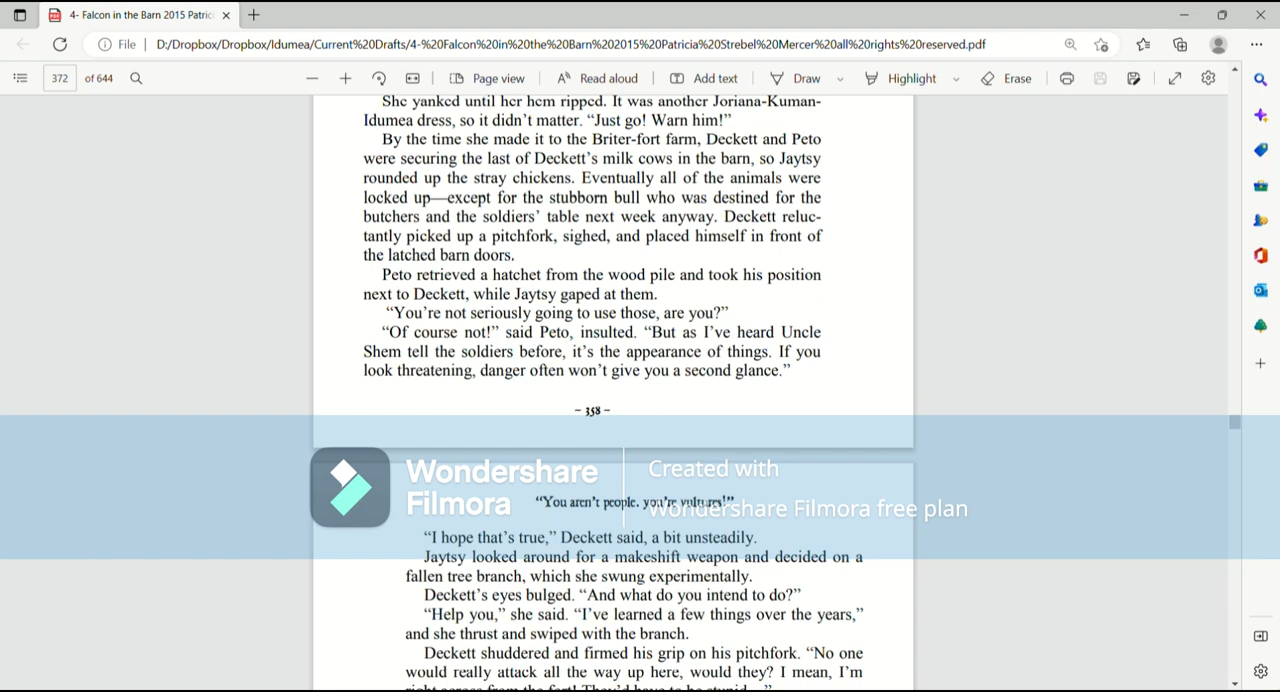 4- Falcon in the Barn 2015 Patric
File
D:/Dropbox/Dropbox/Idumea/Current%20Drafts/4-%20Falcon%20in%20the%20Barn%202015%20Patricia%20Strebel%20Mercer%20all%20rights%20reserved.pdf
372 of 644
Page view
Read aloud
Add text
Draw
Highlight
Erase
She yanked until her hem ripped. It was another Joriana-Kuman-
Idumea dress, so it didn’t matter. “Just go! Warn him!”
By the time she made it to the Briter-fort farm, Deckett and Peto
were securing the last of Deckett’s milk cows in the barn, so Jaytsy
rounded up the stray chickens. Eventually all of the animals were
locked up—except for the stubborn bull who was destined for the
butchers and the soldiers’ table next week anyway. Deckett reluc-
tantly picked up a pitchfork, sighed, and placed himself in front of
the latched barn doors.
Peto retrieved a hatchet from the wood pile and took his position
next to Deckett, while Jaytsy gaped at them.
“You’re not seriously going to use those, are you?”
“Of course not!” said Peto, insulted. “But as I’ve heard Uncle
Shem tell the soldiers before, it’s the appearance of things. If you
look threatening, danger often won’t give you a second glance.”
~ 358 ~
Wondershare
Filmora
Created with
Wondershare Filmora free plan
“You aren’t people, you’re vultures!”
“I hope that’s true,” Deckett said, a bit unsteadily.
Jaytsy looked around for a makeshift weapon and decided on a
fallen tree branch, which she swung experimentally.
Deckett’s eyes bulged. “And what do you intend to do?”
“Help you,” she said. “I’ve learned a few things over the years,”
and she thrust and swiped with the branch.
Deckett shuddered and firmed his grip on his pitchfork. “No one
would really attack all the way up here, would they? I mean, I’m
right across from the fort! They’d have to be stupid—”